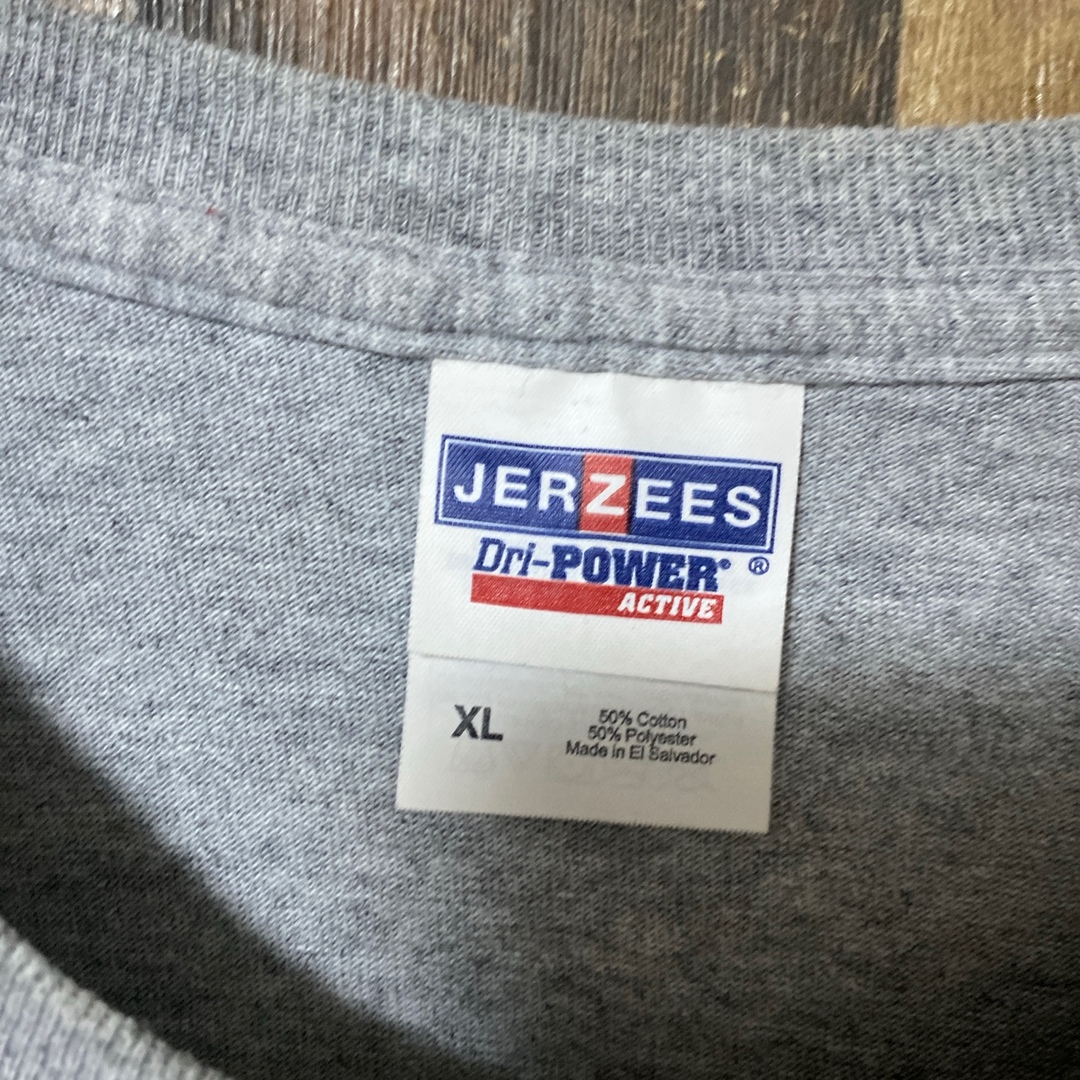 JERZEES
Dri-POWER® ®
ACTIVE
XL
50% Cotton
50% Polyester
Made in El Salvador